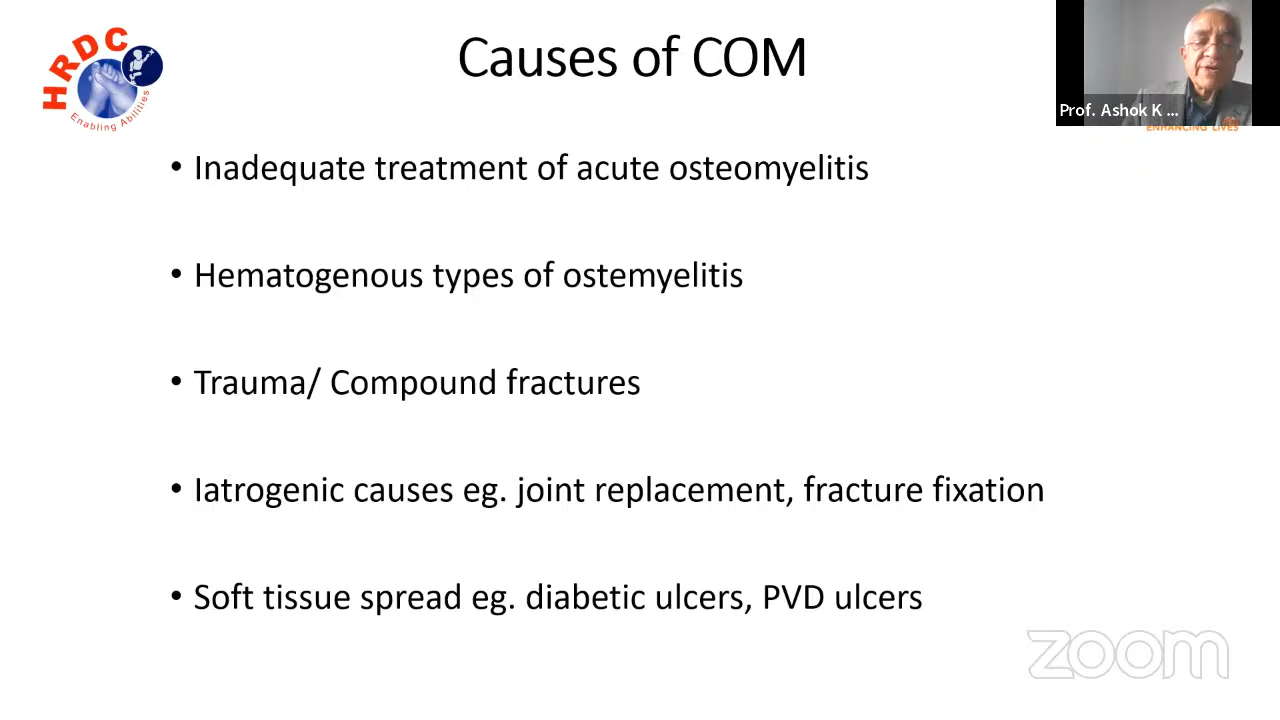 HRDC
Enabling Abilities
Causes of COM
Prof. Ashok K ...
ENHANCING LIVES
• Inadequate treatment of acute osteomyelitis
• Hematogenous types of ostemyelitis
• Trauma/ Compound fractures
• Iatrogenic causes eg. joint replacement, fracture fixation
• Soft tissue spread eg. diabetic ulcers, PVD ulcers
zoom